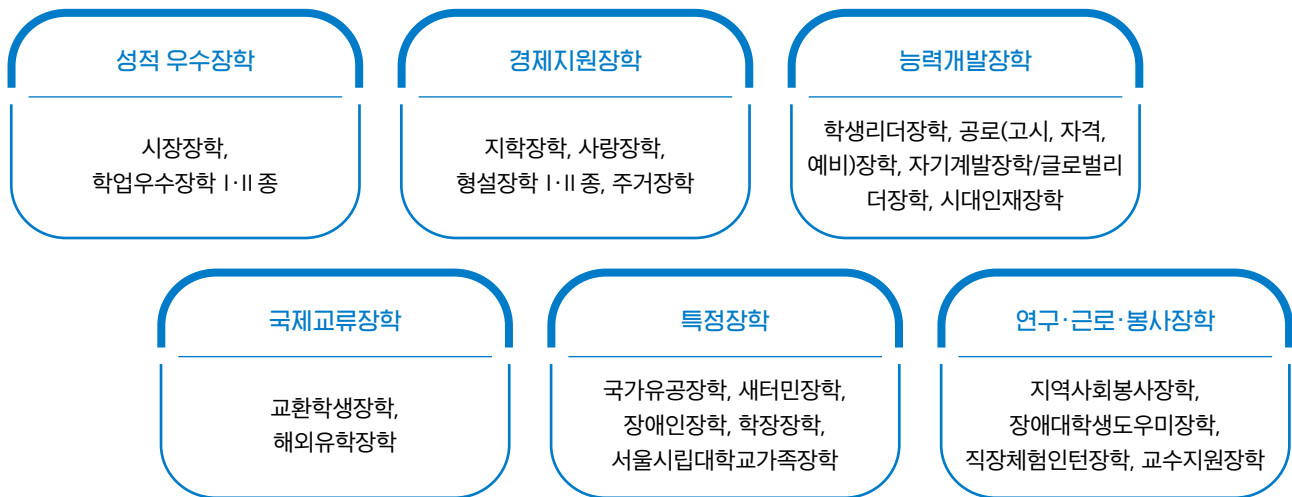 성적 우수장학
시장장학,
학업우수장학 Ⅰ·Ⅱ 종
경제지원장학
지학장학, 사랑장학,
형설장학 Ⅰ·Ⅱ 종, 주거장학
능력개발장학
학생리더장학, 공로(고시, 자격,
예비)장학, 자기계발장학/글로벌리
더장학, 시대인재장학
국제교류장학
교환학생장학,
해외유학장학
특정장학
국가유공장학, 새터민장학,
장애인장학, 학장장학,
서울시립대학교가족장학
연구·근로·봉사장학
지역사회봉사장학,
장애대학생도우미장학,
직장체험인턴장학, 교수지원장학